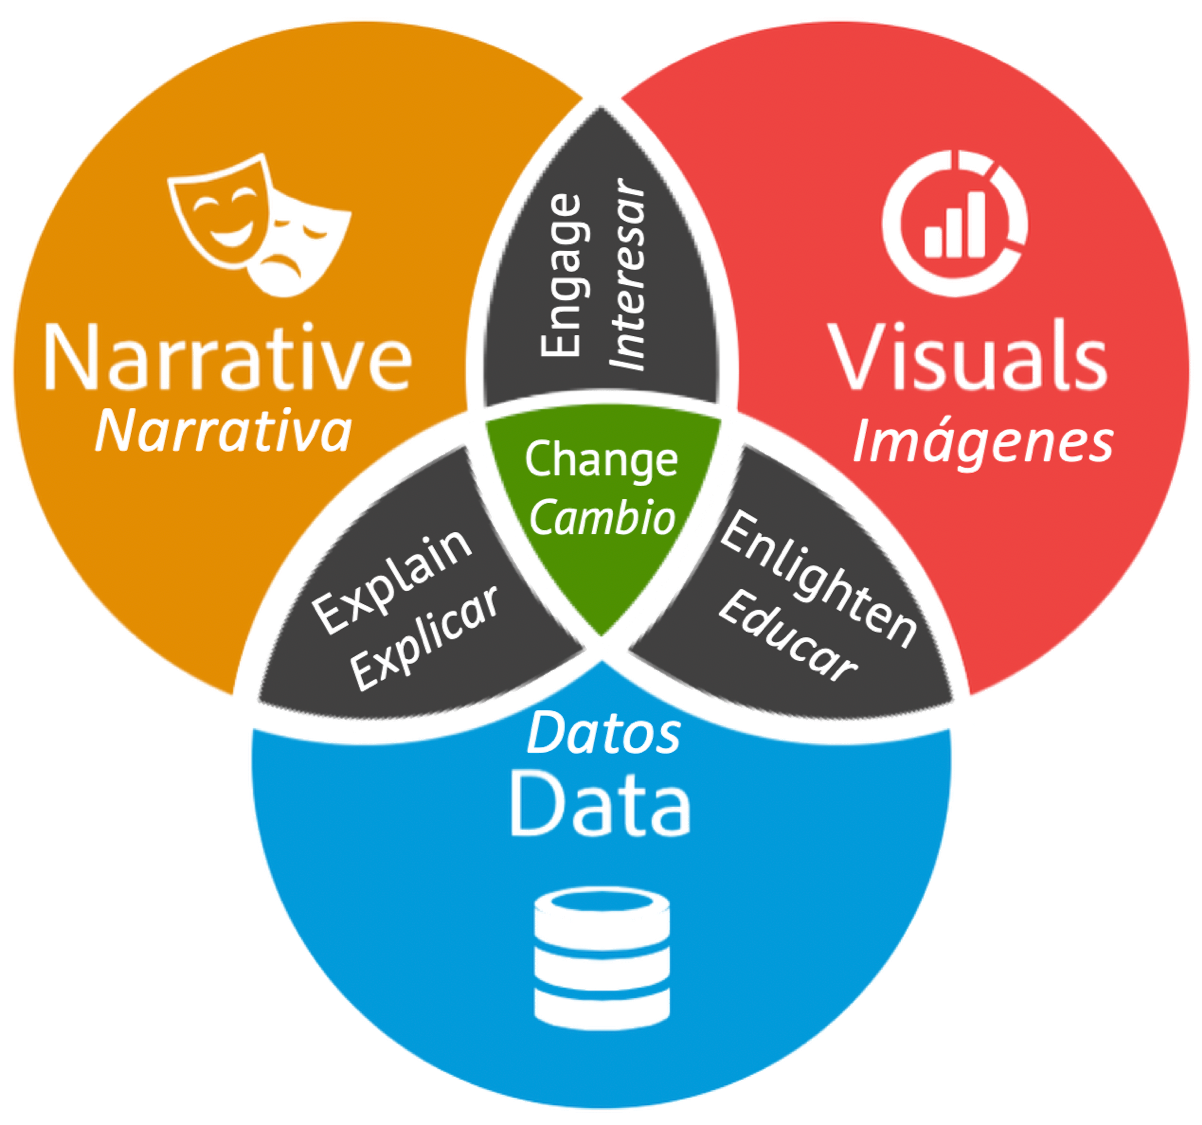 Engage
Interesar
Narrative
Narrativa
Visuals
Imágenes
Change
Cambio
Explain
Explicar
Enlighten
Educar
Datos
Data